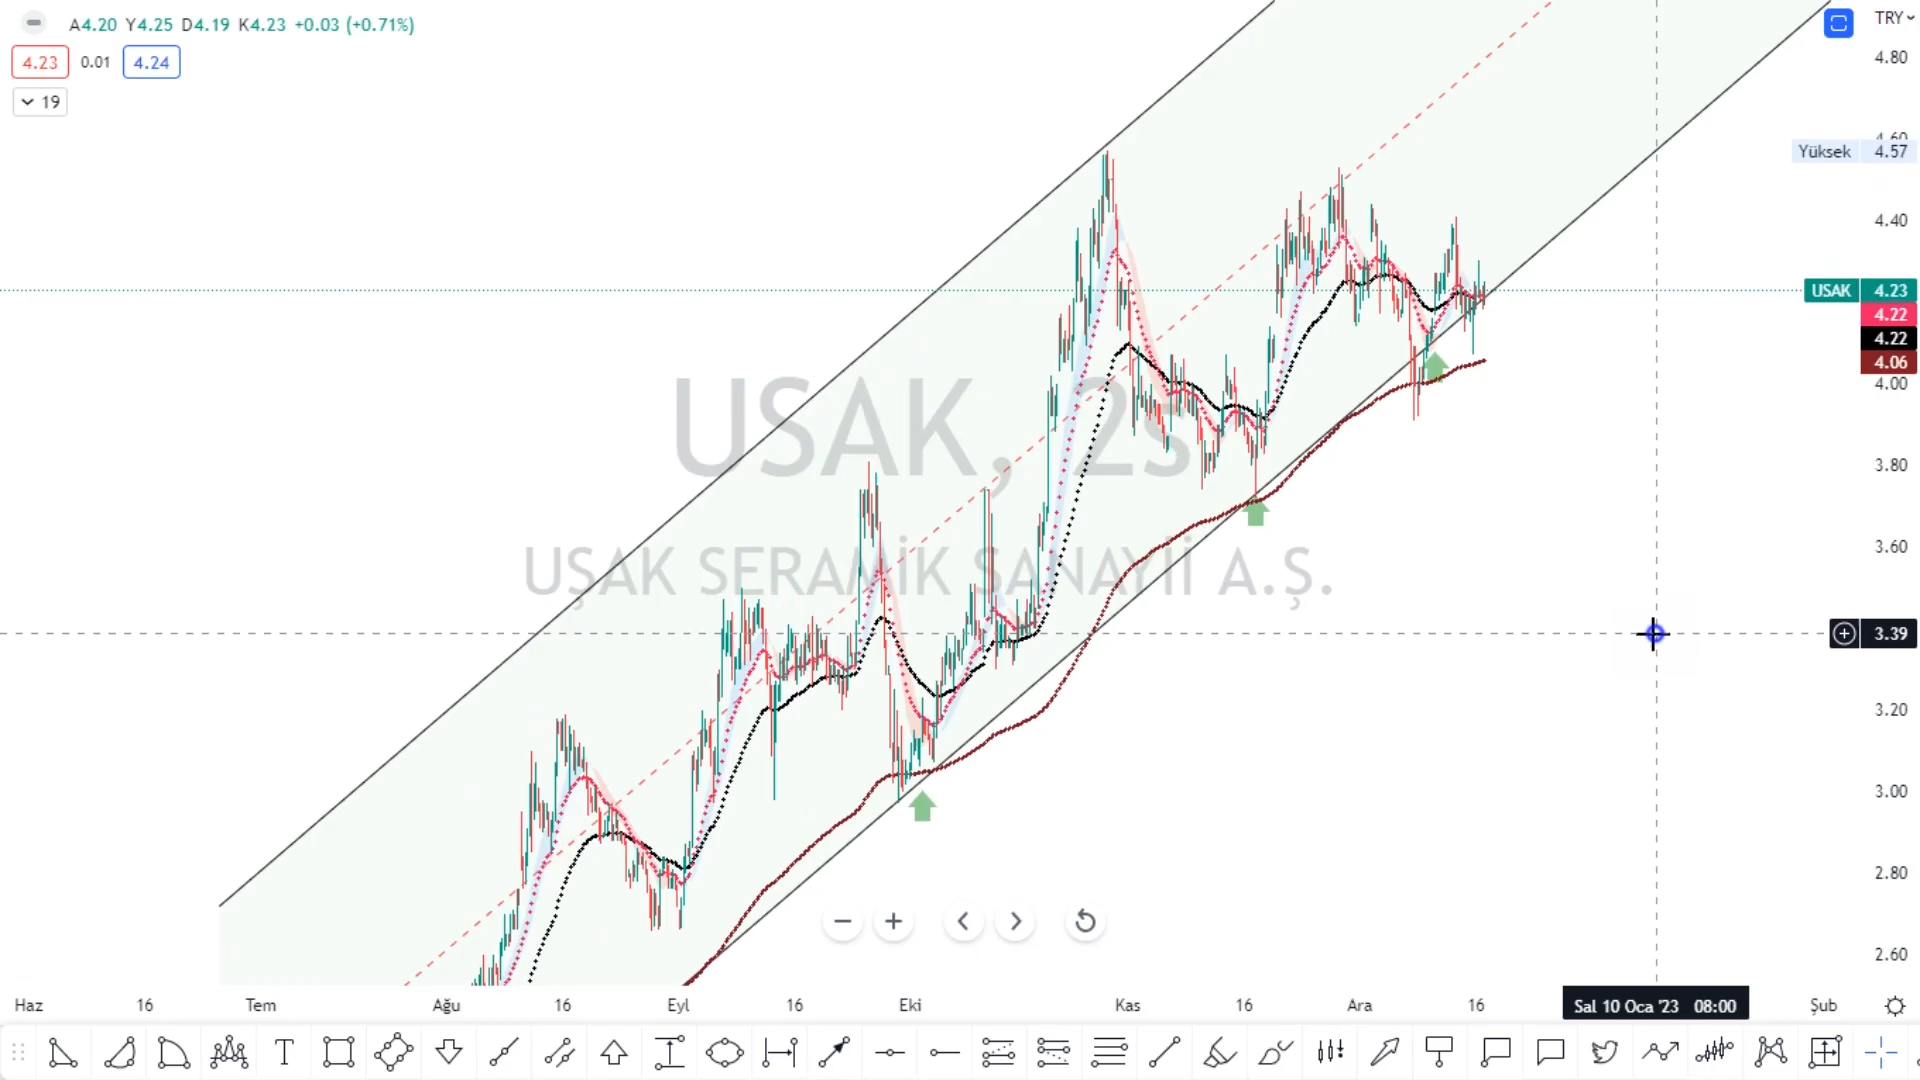 A4.20 Y4.25 D4.19 K4.23 +0.03 (+0.71%)
TRY
4.23 0.01 4.24
19
4.80
4.60
Yüksek 4.57
4.40
USAK 4.23
4.22
4.22
4.06
4.00
3.80
3.60
3.39
3.20
3.00
2.80
2.60
USAK, 2s
UŞAK SERAMİK SANAYİİ A.Ş.
Haz 16 Tem Ağu 16 Eyl 16 Eki Kas 16 Ara 16 Sal 10 Oca '23 08:00 Şub